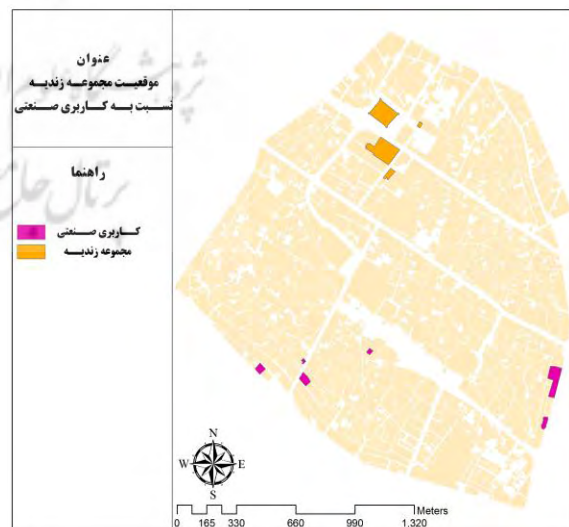 عنوان
موقعیت مجموعه زندیه
نسبت به کاربری صنعتی
راهنما
کاربری صنعتی
مجموعه زندیه
N
W E
S
Meters
0 165 330 660 990 1.320